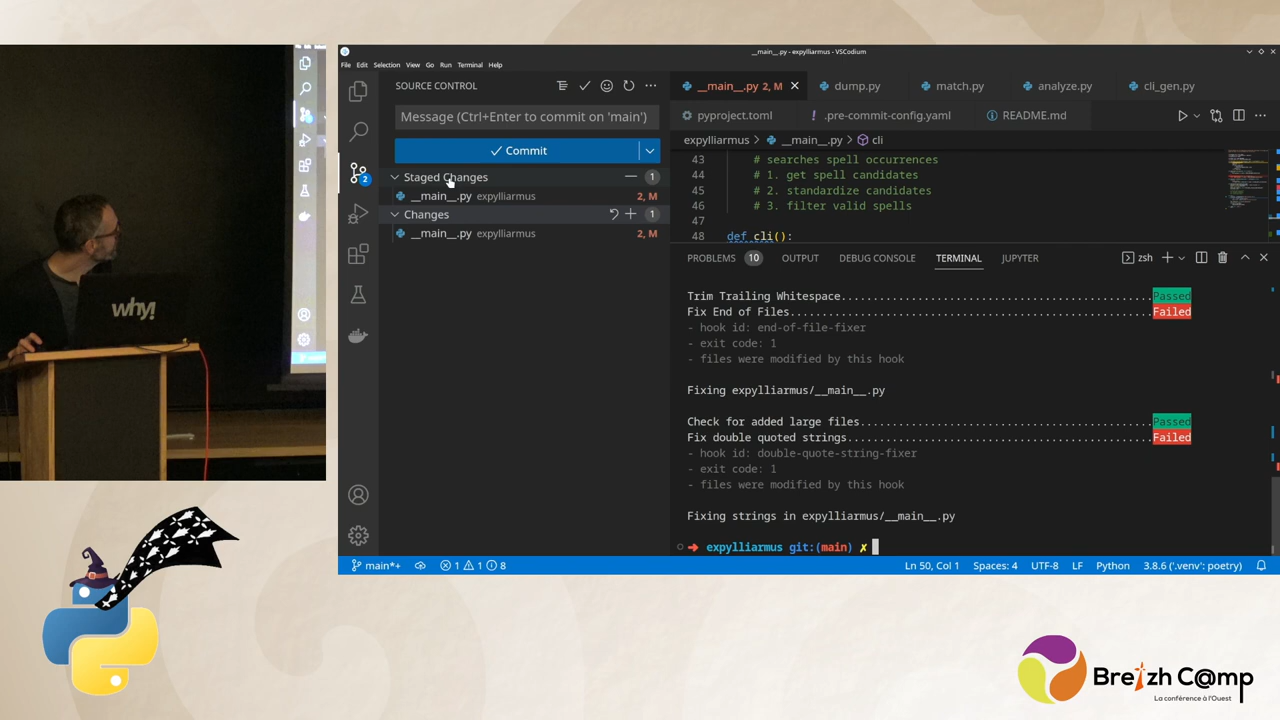 __main__.py - expylliarmus - VSCodium
File Edit Selection View Go Run Terminal Help
SOURCE CONTROL
Message (Ctrl+Enter to commit on 'main')
Commit
Staged Changes 1
__main__.py expylliarmus 2, M
Changes 1
__main__.py expylliarmus 2, M
2
__main__.py 2, M dump.py match.py analyze.py cli_gen.py
pyproject.toml .pre-commit-config.yaml README.md
expylliarmus > __main__.py > cli
43 # searches spell occurrences
44 # 1. get spell candidates
45 # 2. standardize candidates
46 # 3. filter valid spells
47
48 def cli():
PROBLEMS 10 OUTPUT DEBUG CONSOLE TERMINAL JUPYTER zsh
Trim Trailing Whitespace.................................................Passed
Fix End of Files.........................................................Failed
- hook id: end-of-file-fixer
- exit code: 1
- files were modified by this hook
Fixing expylliarmus/__main__.py
Check for added large files..............................................Passed
Fix double quoted strings................................................Failed
- hook id: double-quote-string-fixer
- exit code: 1
- files were modified by this hook
Fixing strings in expylliarmus/__main__.py
➜ expylliarmus git:(main) ✗
main*+ 1 1 8 Ln 50, Col 1 Spaces: 4 UTF-8 LF Python 3.8.6 ('.venv': poetry)
why!
Breizh C@mp
La conférence à l'Ouest